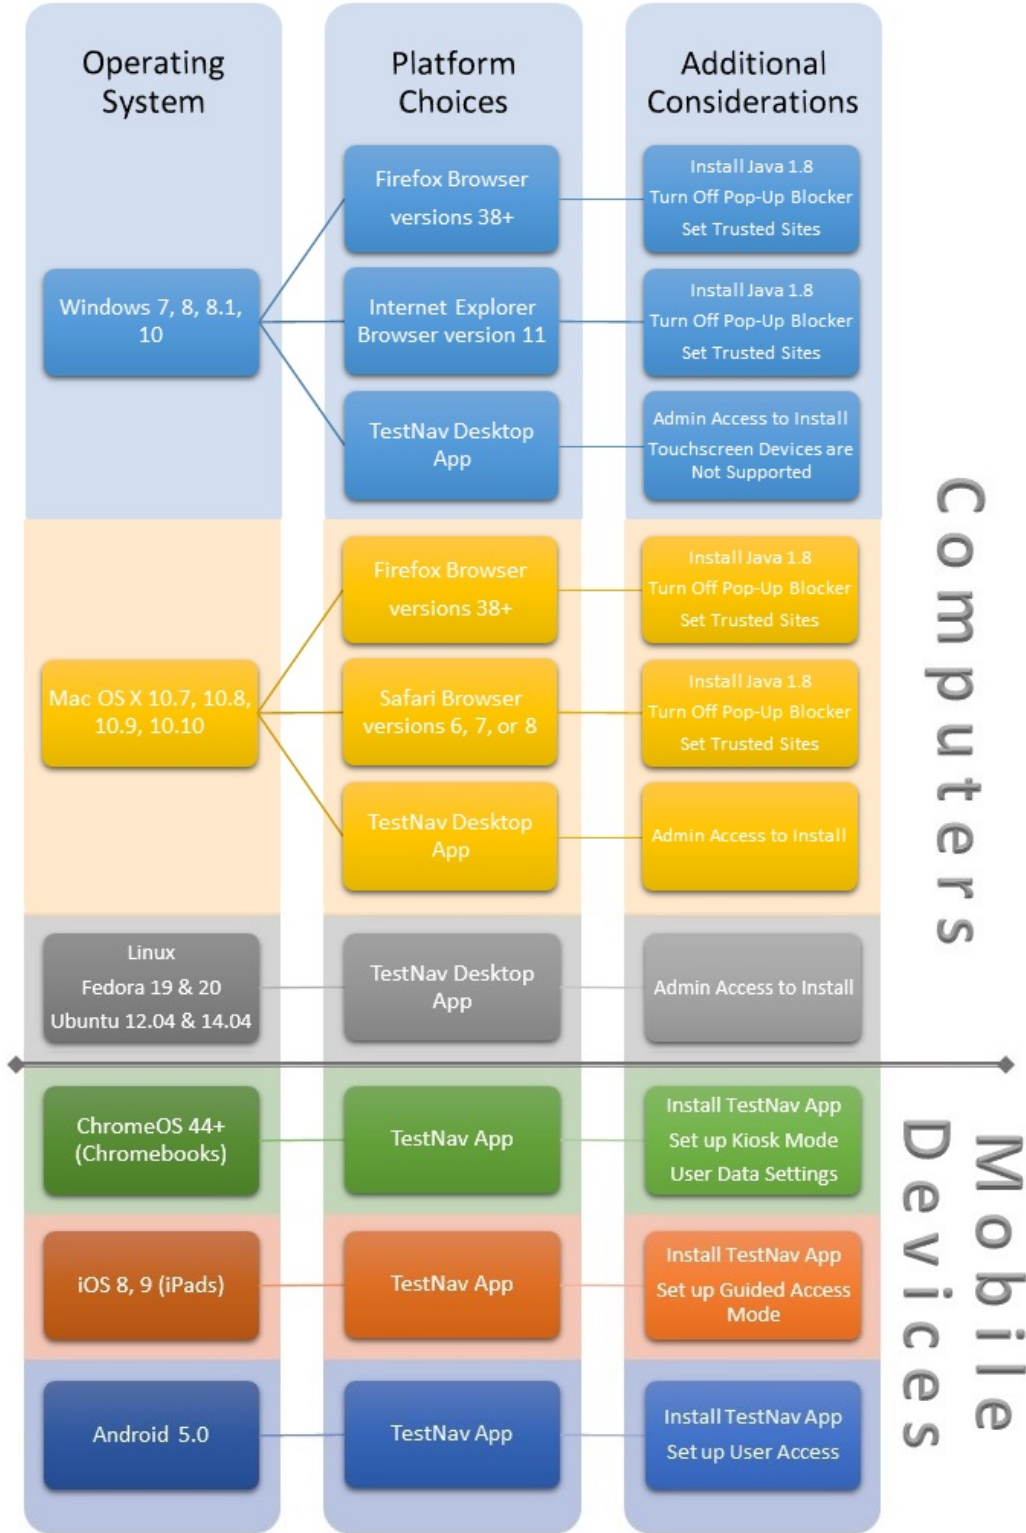 Operating
System
Platform
Choices
Additional
Considerations
Windows 7, 8, 8.1,
10
Firefox Browser
versions 38+
Install Java 1.8
Turn Off Pop-Up Blocker
Set Trusted Sites
Internet Explorer
Browser version 11
Install Java 1.8
Turn Off Pop-Up Blocker
Set Trusted Sites
TestNav Desktop
App
Admin Access to Install
Touchscreen Devices are
Not Supported
Mac OS X 10.7, 10.8,
10.9, 10.10
Firefox Browser
versions 38+
Install Java 1.8
Turn Off Pop-Up Blocker
Set Trusted Sites
Safari Browser
versions 6, 7, or 8
Install Java 1.8
Turn Off Pop-Up Blocker
Set Trusted Sites
TestNav Desktop
App
Admin Access to Install
Linux
Fedora 19 & 20
Ubuntu 12.04 & 14.04
TestNav Desktop
App
Admin Access to Install
Computers
ChromeOS 44+
(Chromebooks)
TestNav App
Install TestNav App
Set up Kiosk Mode
User Data Settings
iOS 8, 9 (iPads)
TestNav App
Install TestNav App
Set up Guided Access
Mode
Android 5.0
TestNav App
Install TestNav App
Set up User Access
Mobile
Devices